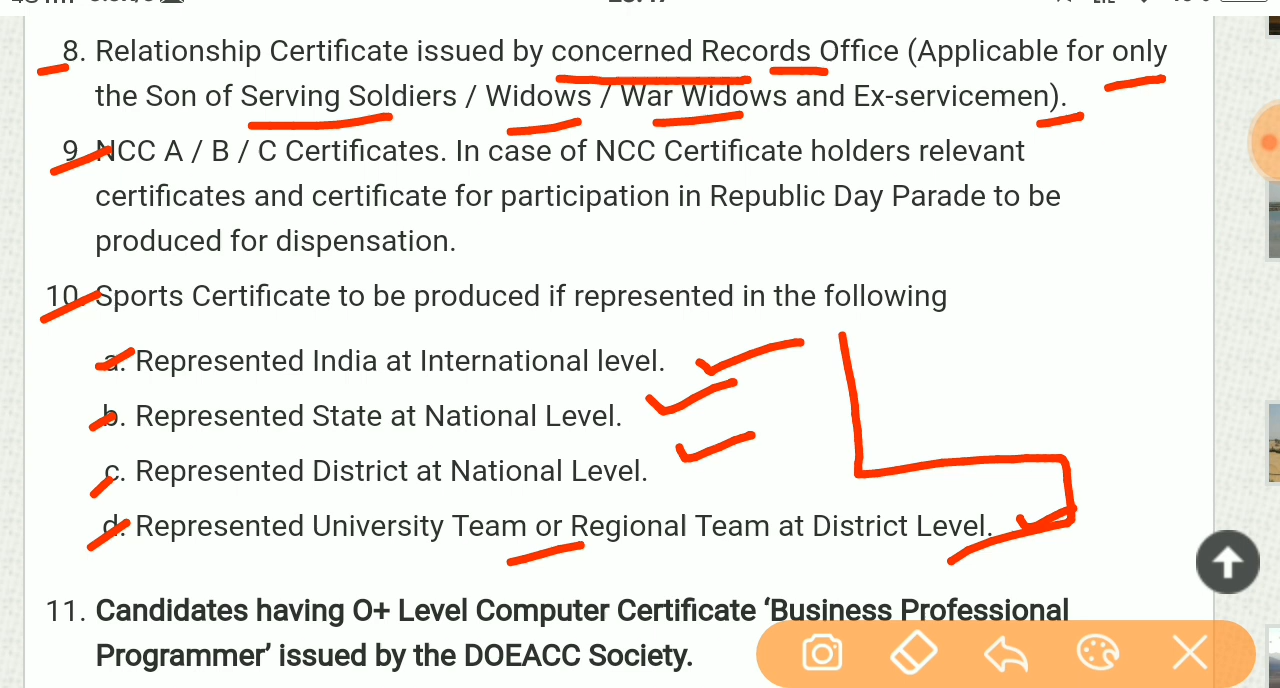 8. Relationship Certificate issued by concerned Records Office (Applicable for only
the Son of Serving Soldiers / Widows / War Widows and Ex-servicemen).
9. NCC A / B / C Certificates. In case of NCC Certificate holders relevant
certificates and certificate for participation in Republic Day Parade to be
produced for dispensation.
10. Sports Certificate to be produced if represented in the following
a. Represented India at International level.
b. Represented State at National Level.
c. Represented District at National Level.
d. Represented University Team or Regional Team at District Level.
11. Candidates having O+ Level Computer Certificate ‘Business Professional
Programmer’ issued by the DOEACC Society.